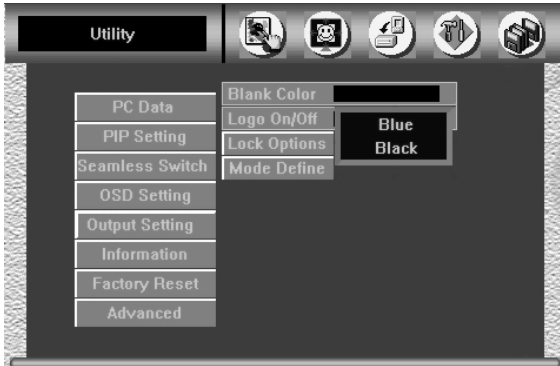 Utility
PC Data
PIP Setting
Seamless Switch
OSD Setting
Output Setting
Information
Factory Reset
Advanced
Blank Color
Logo On/Off
Lock Options
Mode Define
Blue
Black